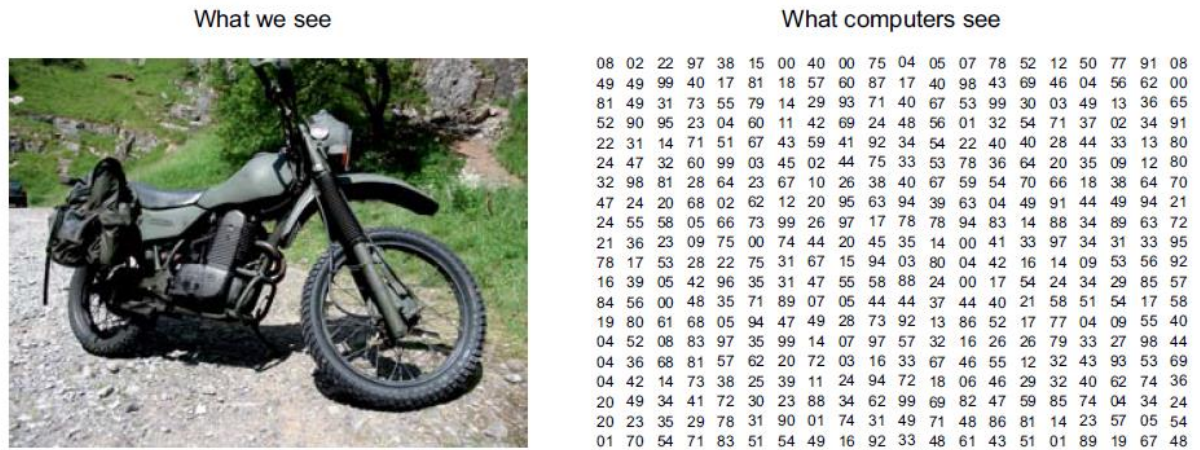 What we see
What computers see
08 02 22 97 38 15 00 40 00 75 04 05 07 78 52 12 50 77 91 08
49 49 99 40 17 81 18 57 60 87 17 40 98 43 69 46 04 56 62 00
81 49 31 73 55 79 14 29 93 71 40 67 53 99 30 03 49 13 36 65
52 90 95 23 04 60 11 42 69 24 48 56 01 32 54 71 37 02 34 91
22 31 14 71 51 67 43 59 41 92 34 54 22 40 40 28 44 33 13 80
24 47 32 60 99 03 45 02 44 75 33 53 78 36 64 20 35 09 12 80
32 98 81 28 64 23 67 10 26 38 40 67 59 54 70 66 18 38 64 70
47 24 20 68 02 62 12 20 95 63 94 39 63 04 49 91 44 49 94 21
24 55 58 05 66 73 99 26 97 17 78 78 94 83 14 88 34 89 63 72
21 36 23 09 75 00 74 44 20 45 35 14 00 41 33 97 34 31 33 95
78 17 53 28 22 75 31 67 15 94 03 80 04 42 16 14 09 53 56 92
16 39 05 42 96 35 31 47 55 58 88 24 00 17 54 24 34 29 85 57
84 56 00 48 35 71 89 07 05 44 44 37 44 40 21 58 51 54 17 58
19 80 61 68 05 94 47 49 28 73 92 13 86 52 17 77 04 09 55 40
04 52 08 83 97 35 99 14 07 97 57 32 16 26 26 79 33 27 98 44
04 36 68 81 57 62 20 72 03 16 33 67 46 55 12 32 43 93 53 69
04 42 14 73 38 25 39 11 24 94 72 18 06 46 29 32 40 62 74 36
20 49 34 41 72 30 23 88 34 62 99 69 82 47 59 85 74 04 34 24
20 23 35 29 78 31 90 01 74 31 49 71 48 86 81 14 23 57 05 54
01 70 54 71 83 51 54 49 16 92 33 48 61 43 51 01 89 19 67 48